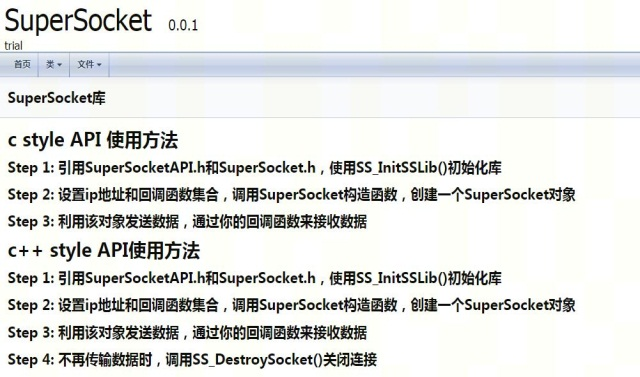 SuperSocket 0.0.1
trial
首页 类 文件
SuperSocket库
c style API 使用方法
Step 1: 引用SuperSocketAPI.h和SuperSocket.h，使用SS_InitSSLib()初始化库
Step 2: 设置ip地址和回调函数集合，调用SuperSocket构造函数，创建一个SuperSocket对象
Step 3: 利用该对象发送数据，通过你的回调函数来接收数据
c++ style API使用方法
Step 1: 引用SuperSocketAPI.h和SuperSocket.h，使用SS_InitSSLib()初始化库
Step 2: 设置ip地址和回调函数集合，调用SuperSocket构造函数，创建一个SuperSocket对象
Step 3: 利用该对象发送数据，通过你的回调函数来接收数据
Step 4: 不再传输数据时，调用SS_DestroySocket()关闭连接